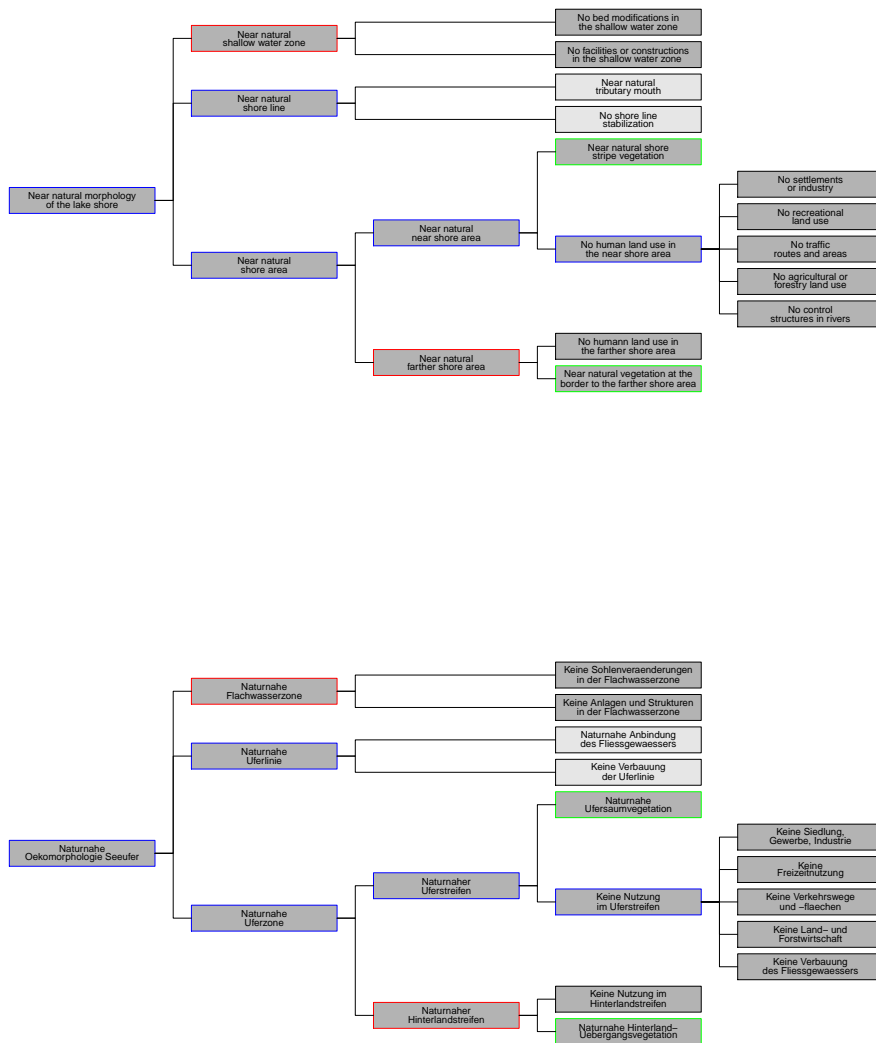 No bed modifications in
the shallow water zone
Near natural
shallow water zone
No facilities or constructions
in the shallow water zone
Near natural
tributary mouth
Near natural
shore line
No shore line
stabilization
Near natural shore
stripe vegetation
No settlements
or industry
Near natural morphology
of the lake shore
No recreational
land use
Near natural
near shore area
No human land use in
the near shore area
No traffic
routes and areas
Near natural
shore area
No agricultural or
forestry land use
No control
structures in rivers
No humann land use in
the farther shore area
Near natural
farther shore area
Near natural vegetation at the
border to the farther shore area
Keine Sohlenveraenderungen
in der Flachwasserzone
Naturnahe
Flachwasserzone
Keine Anlagen und Strukturen
in der Flachwasserzone
Naturnahe Anbindung
des Fliessgewaessers
Naturnahe
Uferlinie
Keine Verbauung
der Uferlinie
Naturnahe
Ufersaumvegetation
Keine Siedlung,
Gewerbe, Industrie
Naturnahe
Oekomorphologie Seeufer
Keine
Freizeitnutzung
Naturnaher
Uferstreifen
Keine Nutzung
im Uferstreifen
Keine Verkehrswege
und −flaechen
Naturnahe
Uferzone
Keine Land− und
Forstwirtschaft
Keine Verbauung
des Fliessgewaessers
Keine Nutzung im
Hinterlandstreifen
Naturnaher
Hinterlandstreifen
Naturnahe Hinterland−
Uebergangsvegetation